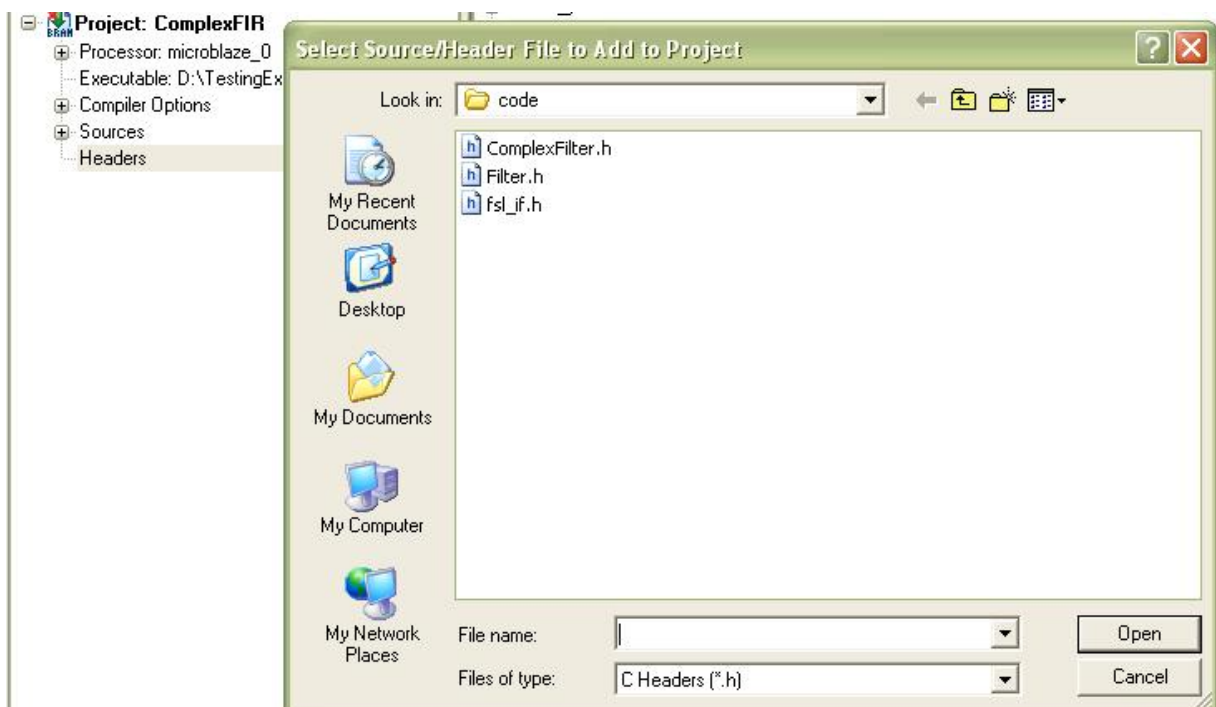 BRAM
Project: ComplexFIR
Processor: microblaze_0
Executable: D:\TestingEx
Compiler Options
Sources
Headers
Select Source/Header File to Add to Project
Look in:
code
ComplexFilter.h
Filter.h
fsl_if.h
My Recent
Documents
Desktop
My Documents
My Computer
My Network
Places
File name:
Open
Files of type:
C Headers (*.h)
Cancel